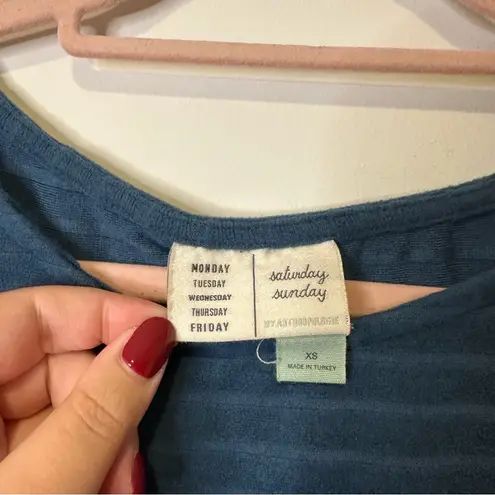 MONDAY
TUESDAY
WEDNESDAY
THURSDAY
FRIDAY
saturday
sunday
BY ANTHROPOLOGIE
XS
MADE IN TURKEY